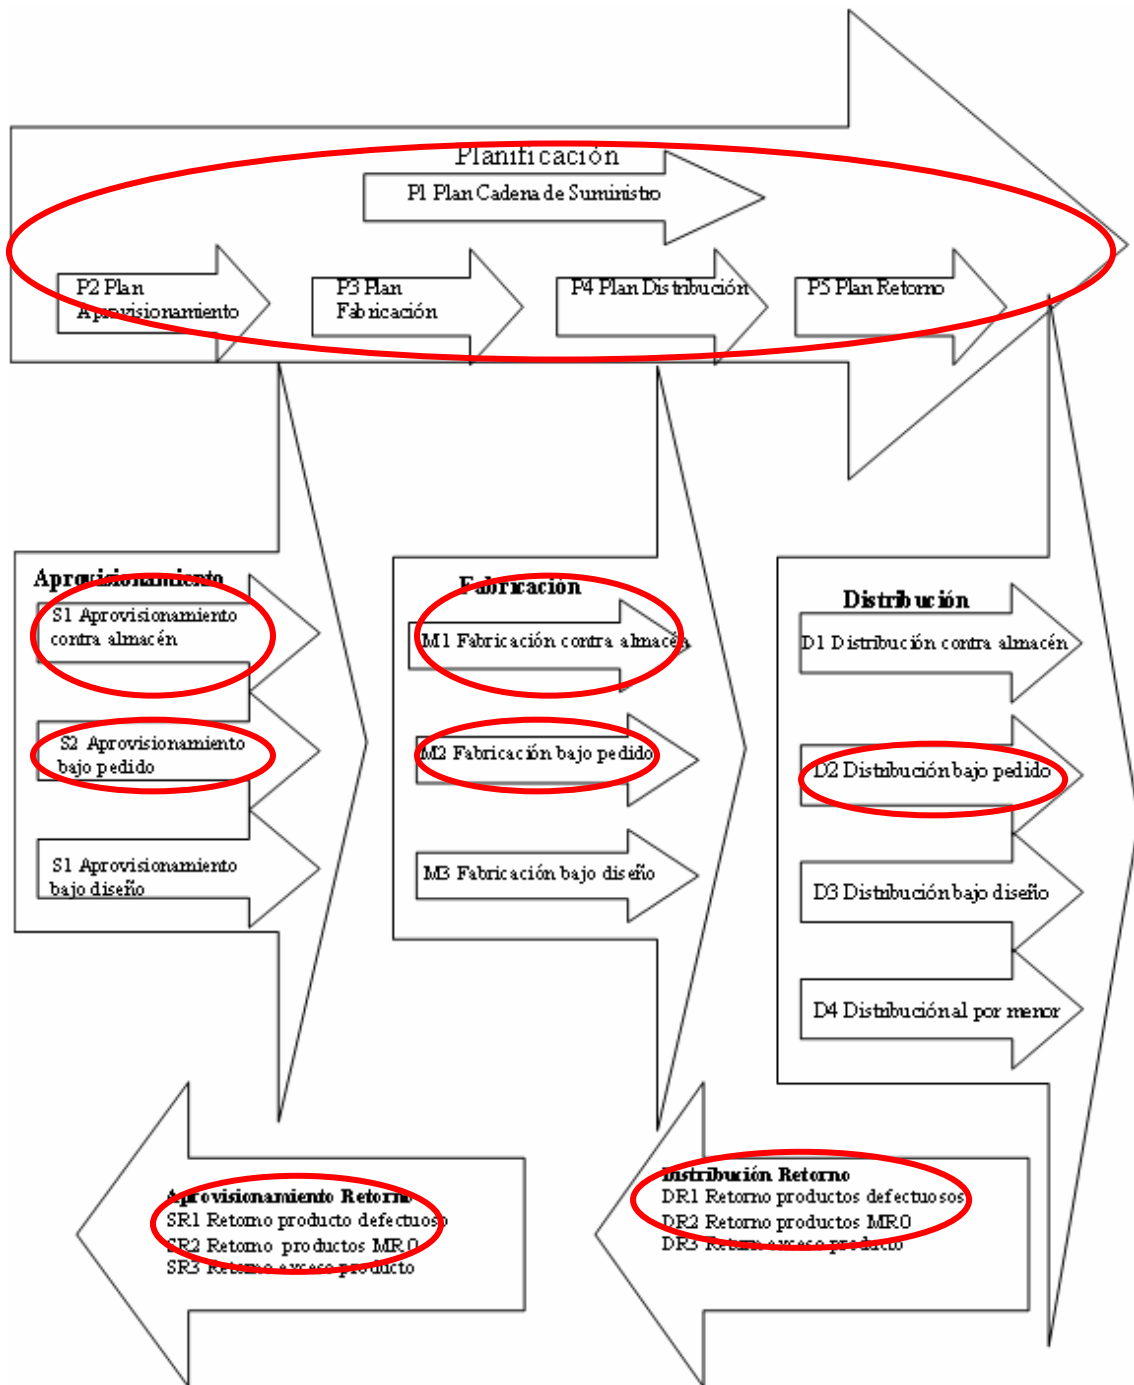 Planificación
P1 Plan Cadena de Suministro
P2 Plan
Aprovisionamiento
P3 Plan
Fabricación
P4 Plan Distribución
P5 Plan Retorno
Aprovisionamiento
S1 Aprovisionamiento
contra almacén
S2 Aprovisionamiento
bajo pedido
S1 Aprovisionamiento
bajo diseño
Fabricación
M1 Fabricación contra almacén
M2 Fabricación bajo pedido
M3 Fabricación bajo diseño
Distribución
D1 Distribución contra almacén
D2 Distribución bajo pedido
D3 Distribución bajo diseño
D4 Distribución al por menor
Aprovisionamiento Retorno
SR1 Retorno producto defectuoso
SR2 Retorno productos MRO
SR3 Retorno exceso producto
Distribución Retorno
DR1 Retorno productos defectuosos
DR2 Retorno productos MRO
DR3 Retorno exceso producto